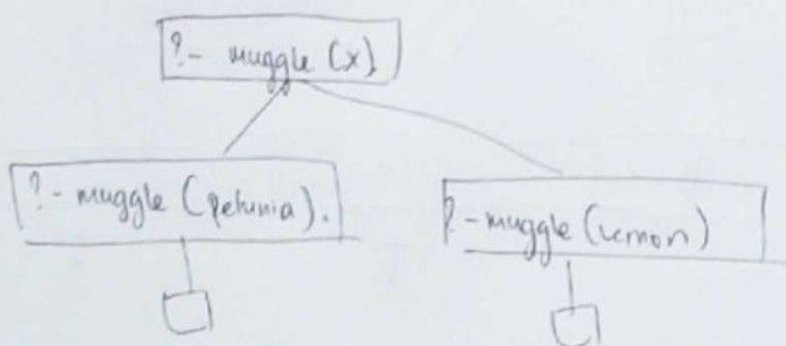 ?- muggle (x)
?- muggle (petunia).
?- muggle (vernon)